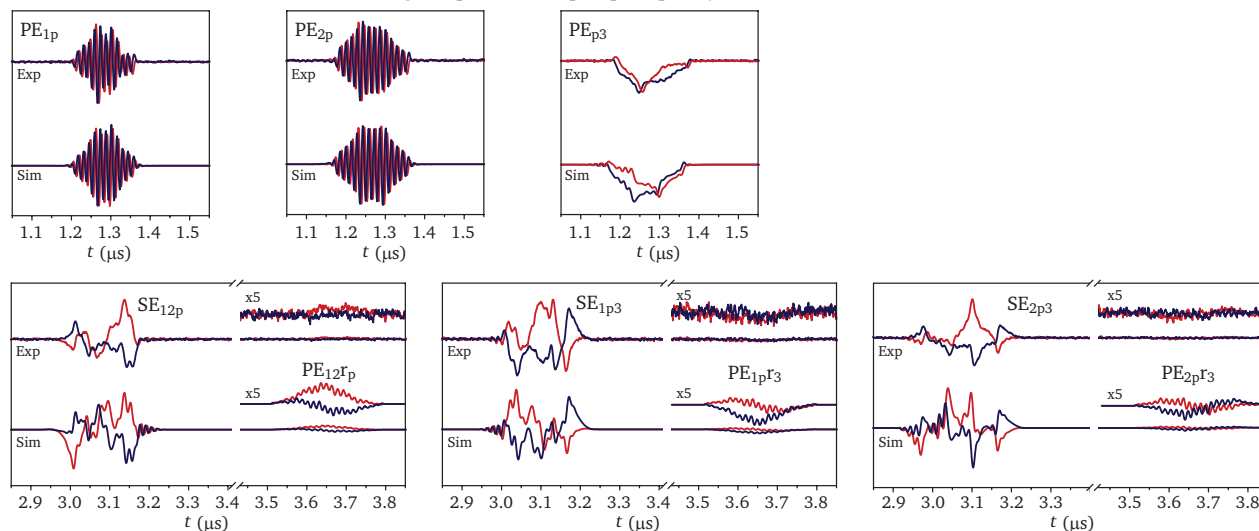 PE1p
Exp
Sim
1.1 1.2 1.3 1.4 1.5
t (μs)
PE2p
Exp
Sim
1.1 1.2 1.3 1.4 1.5
t (μs)
PEp3
Exp
Sim
1.1 1.2 1.3 1.4 1.5
t (μs)
SE12p
x5
Exp
PE12rp
x5
Sim
2.9 3.0 3.1 3.2 3.3 3.4 3.5 3.6 3.7 3.8
t (μs)
SE1p3
x5
Exp
PE1pr3
x5
Sim
2.9 3.0 3.1 3.2 3.3 3.4 3.5 3.6 3.7 3.8
t (μs)
SE2p3
x5
Exp
PE2pr3
x5
Sim
2.9 3.0 3.1 3.2 3.3 3.5 3.6 3.7 3.8
t (μs)